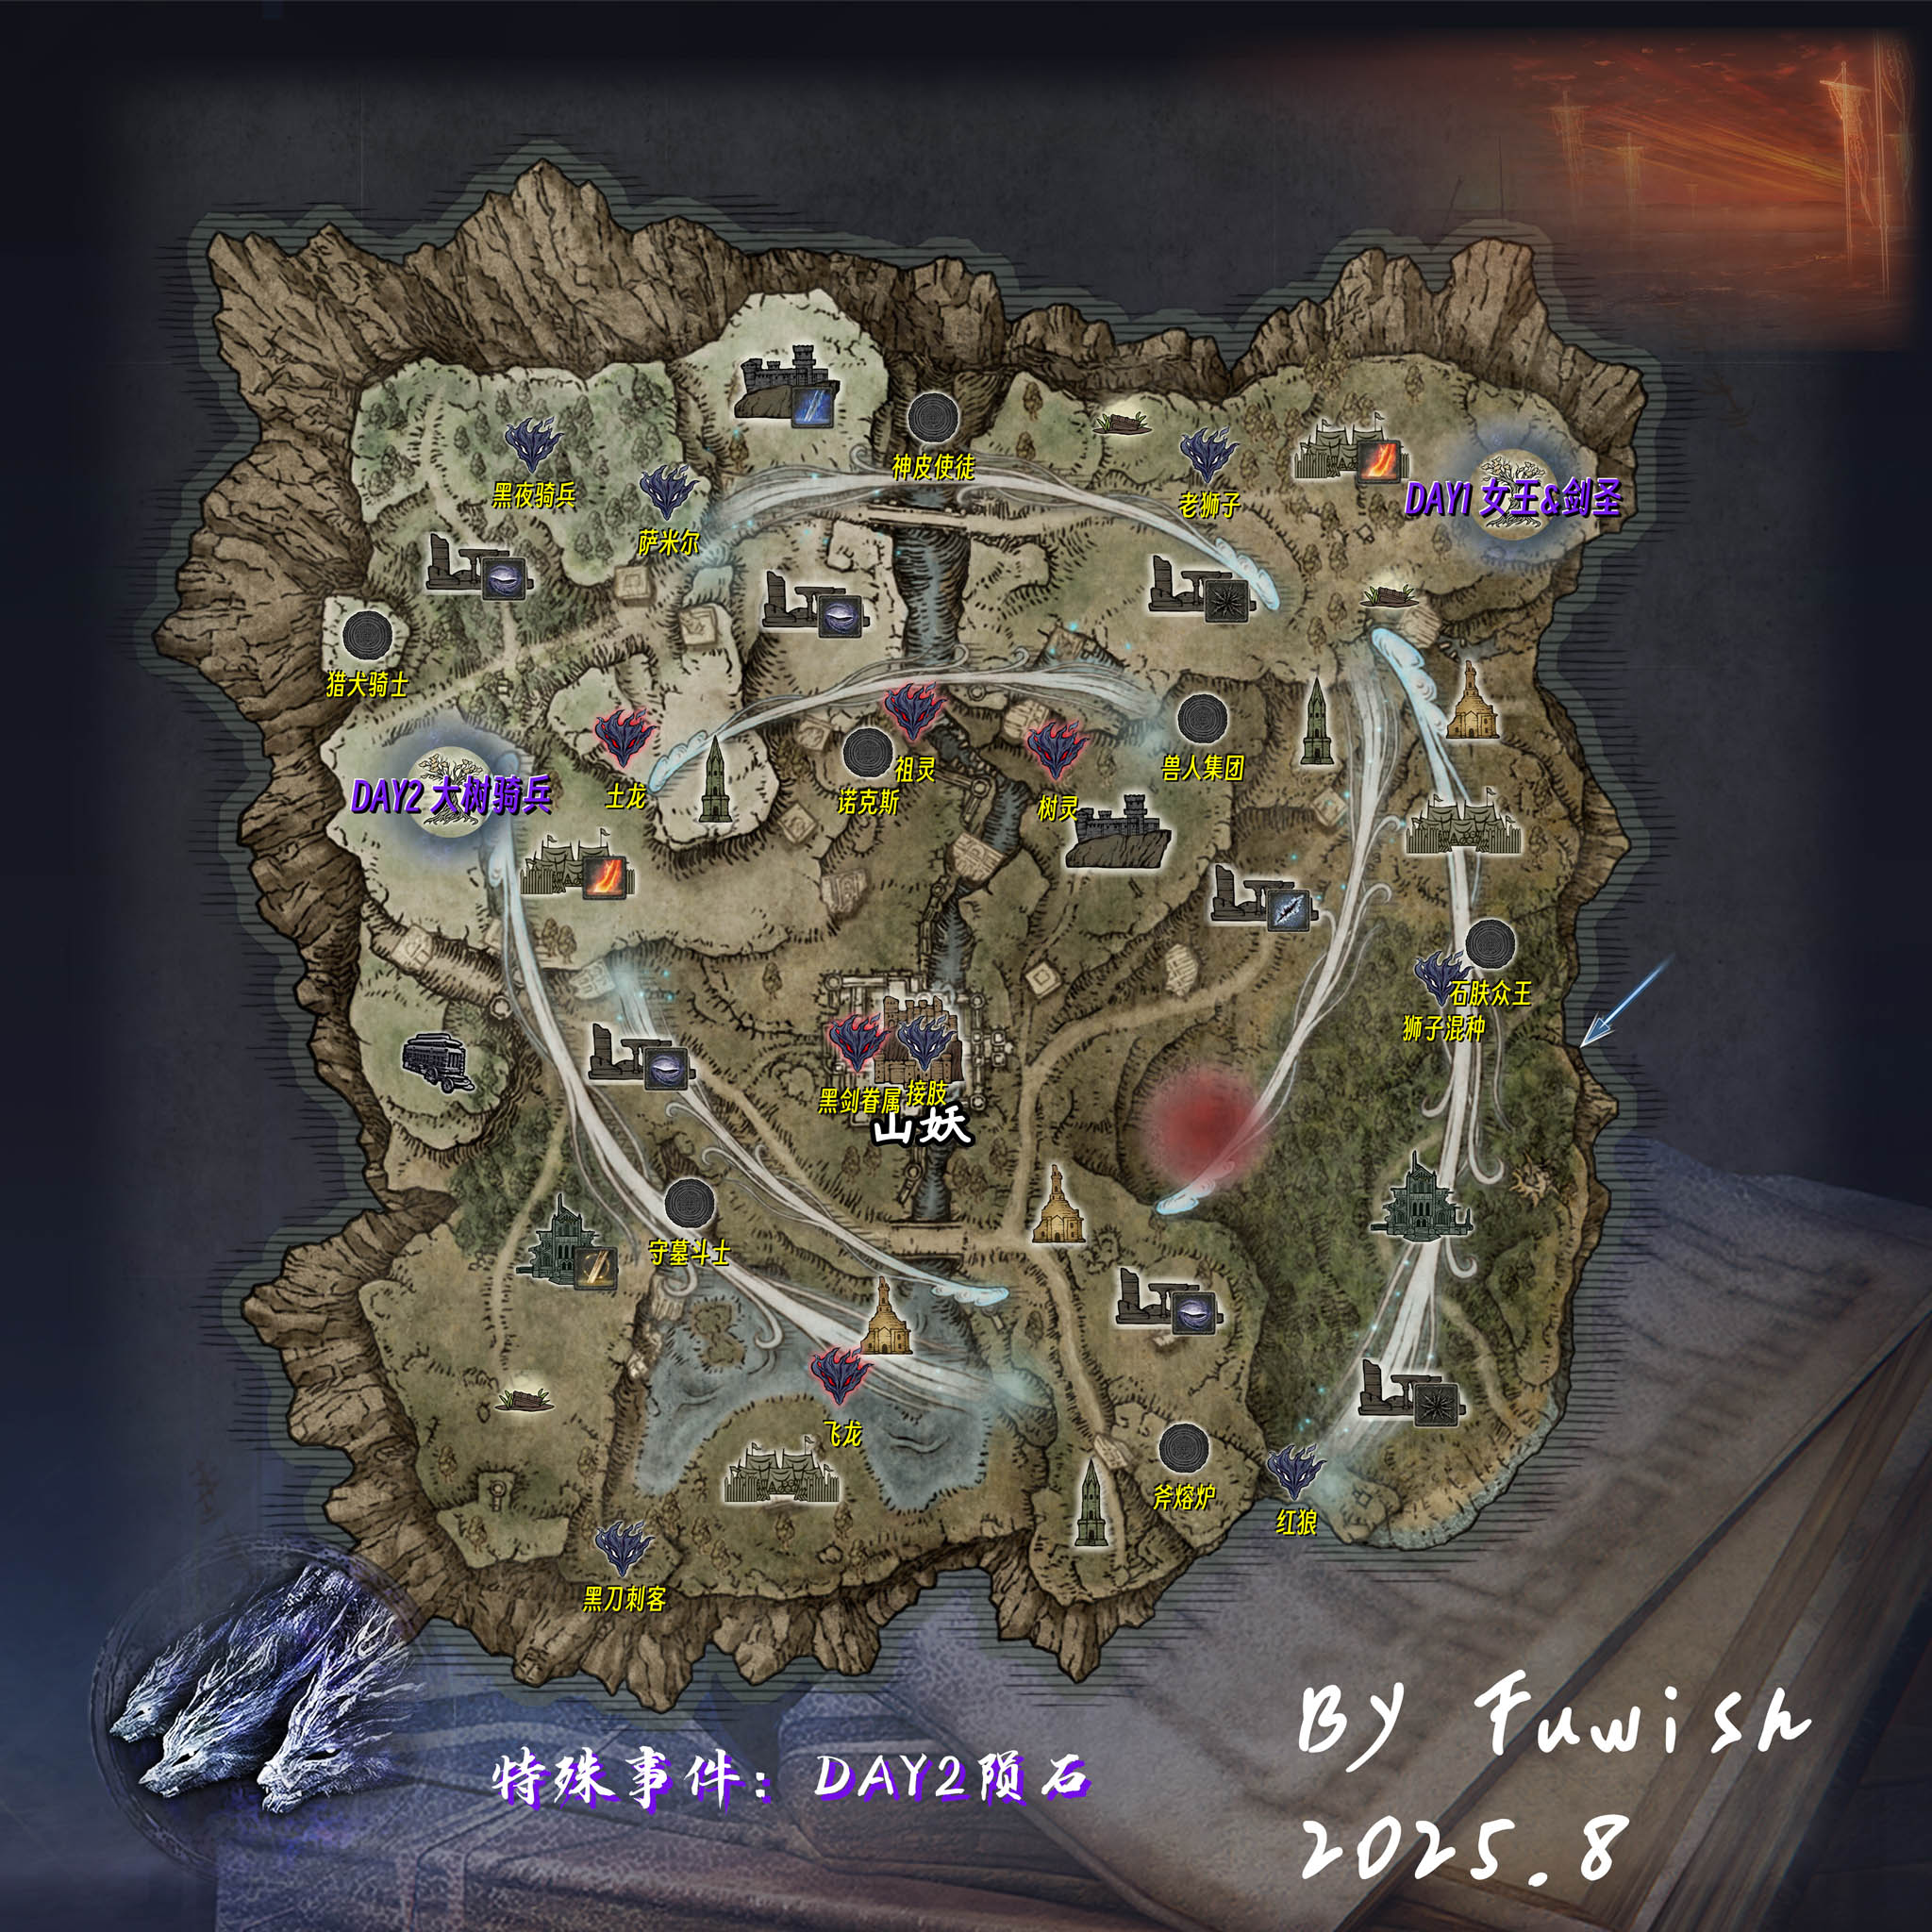 神皮使徒
黑夜骑兵
老狮子
DAY1 女王&剑圣
萨米尔
猎犬骑士
祖灵
兽人集团
DAY2 大树骑兵
土龙
诺克斯
树灵
石肤众王
狮子混种
黑剑眷属
接肢
山妖
守墓斗士
飞龙
斧熔炉
红狼
黑刀刺客
特殊事件：DAY2陨石
By Fuwish
2025.8